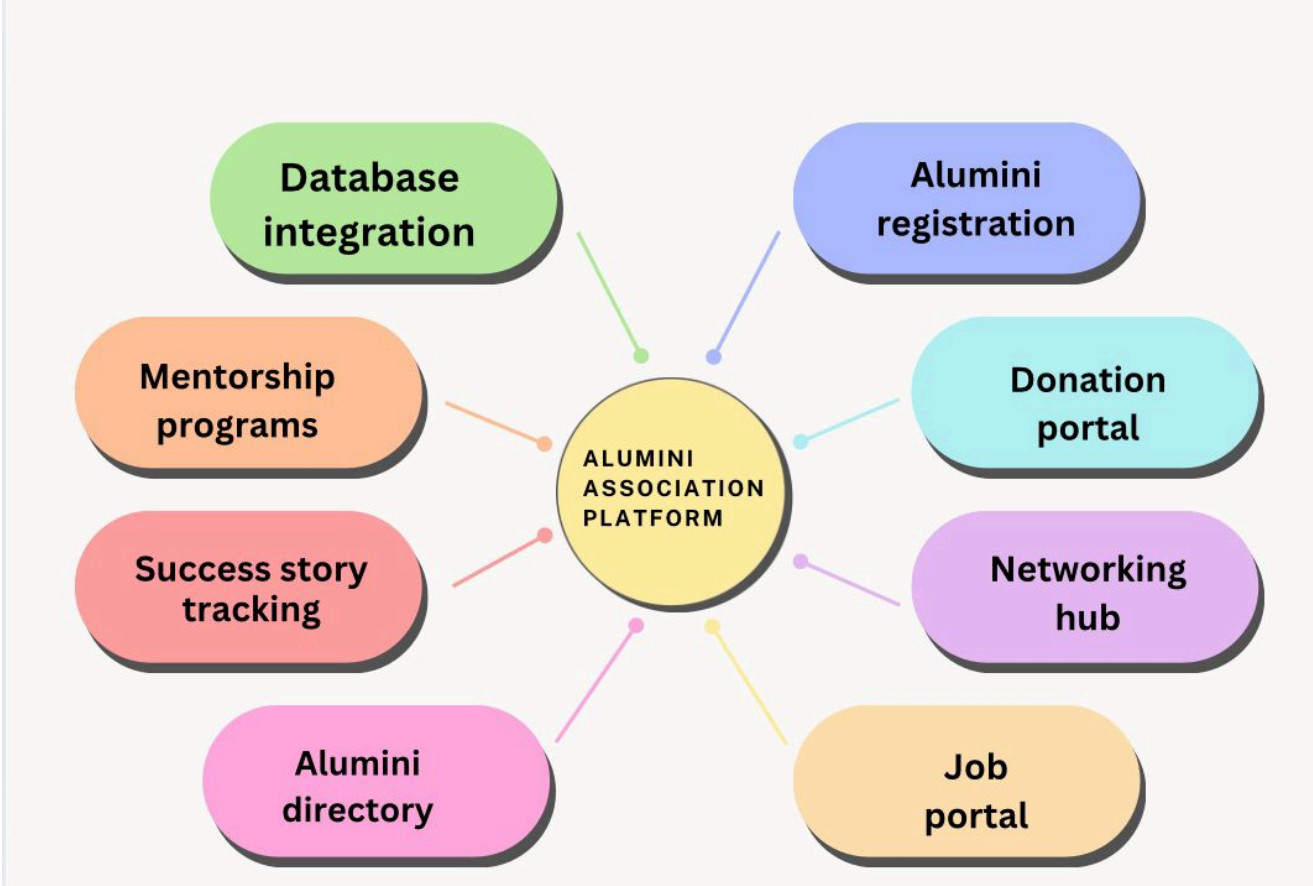 Database
integration
Alumini
registration
Mentorship
programs
Donation
portal
ALUMINI
ASSOCIATION
PLATFORM
Success story
tracking
Networking
hub
Alumini
directory
Job
portal